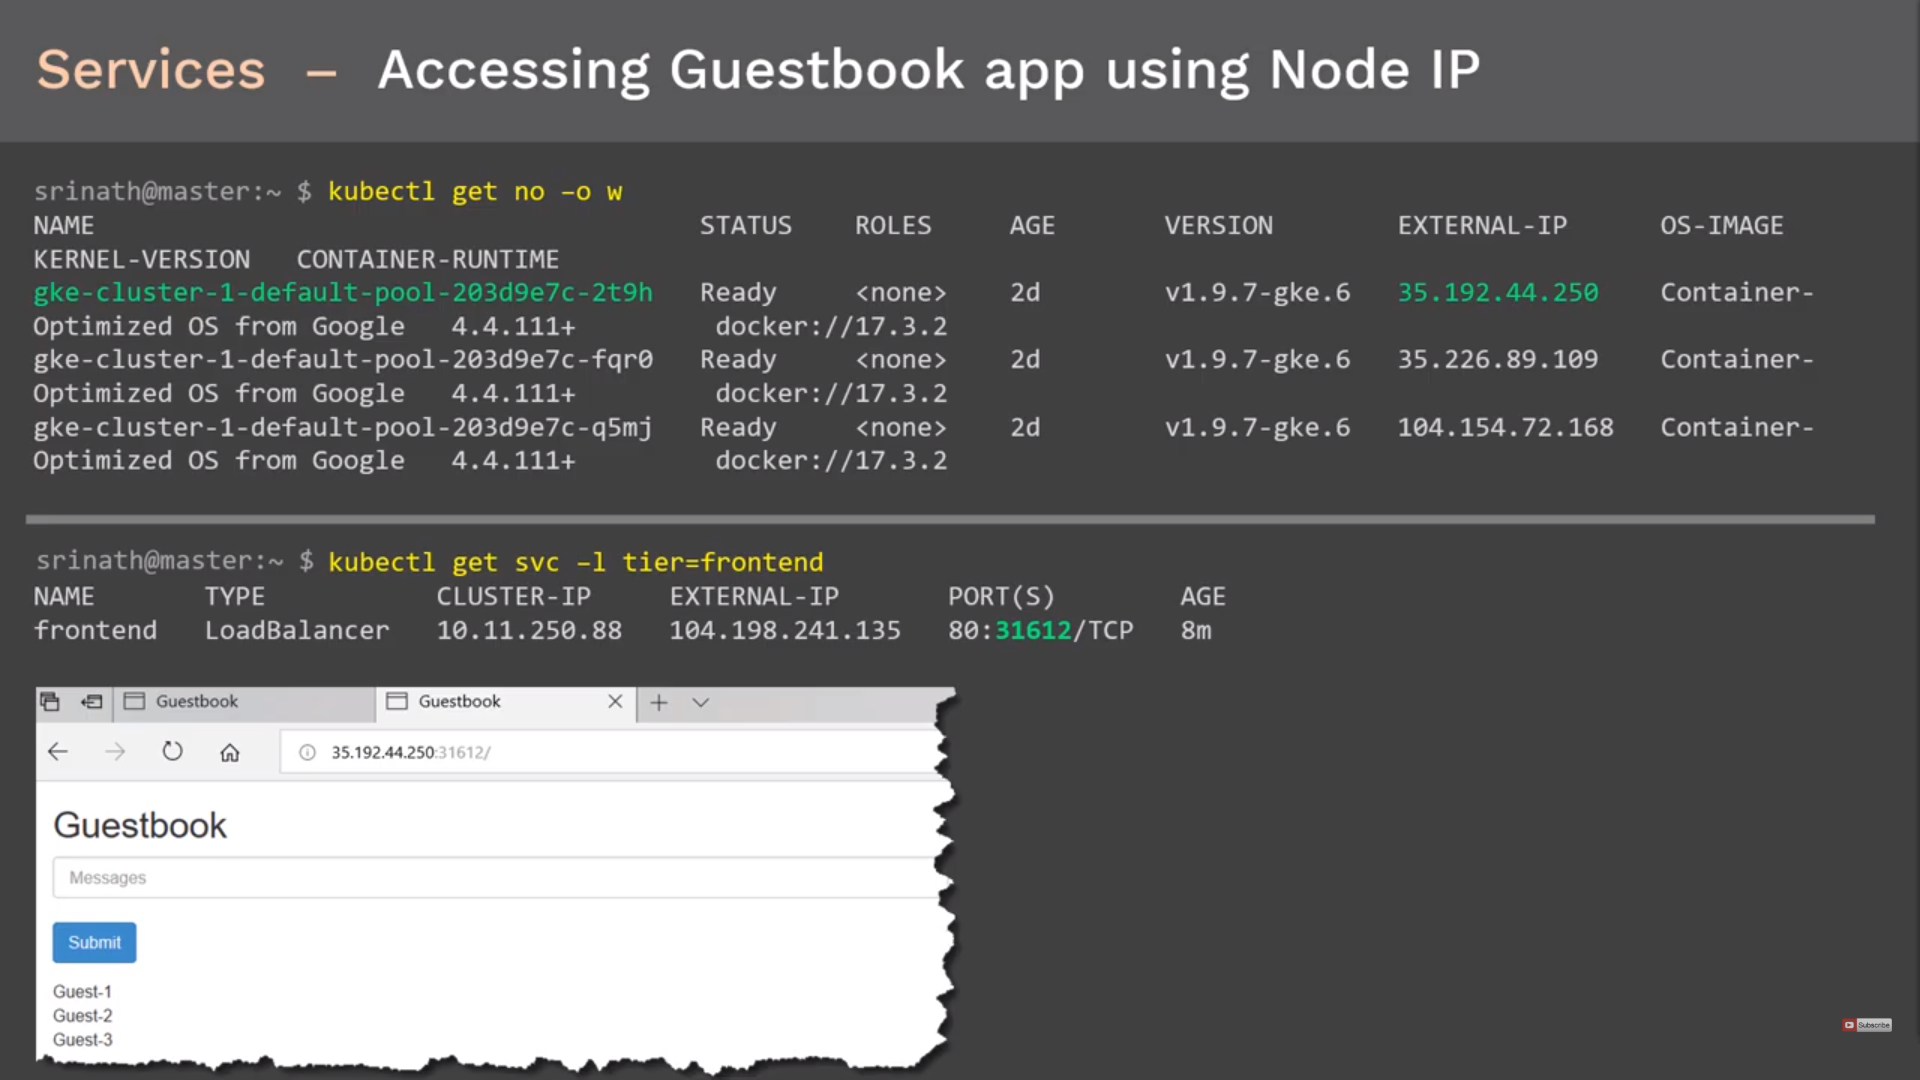 Services – Accessing Guestbook app using Node IP
srinath@master:~ $ kubectl get no –o w
NAME STATUS ROLES AGE VERSION EXTERNAL-IP OS-IMAGE
KERNEL-VERSION CONTAINER-RUNTIME
gke-cluster-1-default-pool-203d9e7c-2t9h Ready <none> 2d v1.9.7-gke.6 35.192.44.250 Container-
Optimized OS from Google 4.4.111+ docker://17.3.2
gke-cluster-1-default-pool-203d9e7c-fqr0 Ready <none> 2d v1.9.7-gke.6 35.226.89.109 Container-
Optimized OS from Google 4.4.111+ docker://17.3.2
gke-cluster-1-default-pool-203d9e7c-q5mj Ready <none> 2d v1.9.7-gke.6 104.154.72.168 Container-
Optimized OS from Google 4.4.111+ docker://17.3.2
srinath@master:~ $ kubectl get svc –l tier=frontend
NAME TYPE CLUSTER-IP EXTERNAL-IP PORT(S) AGE
frontend LoadBalancer 10.11.250.88 104.198.241.135 80:31612/TCP 8m
Guestbook Guestbook
35.192.44.250:31612/
Guestbook
Messages
Submit
Guest-1
Guest-2
Guest-3
Subscribe